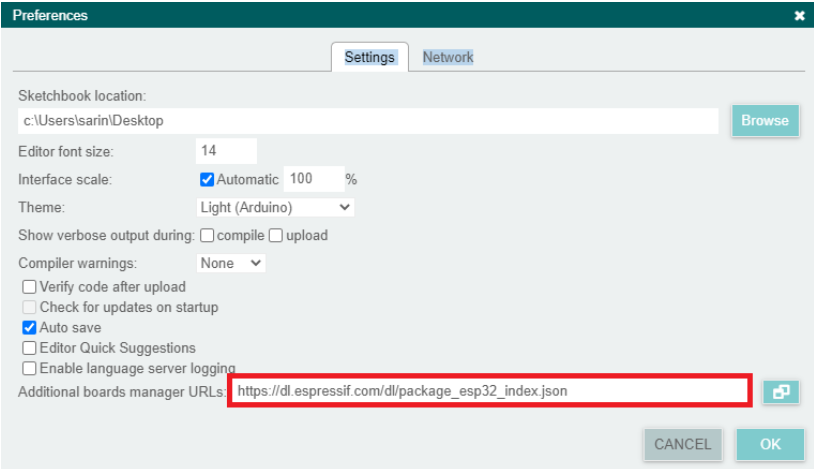 Preferences
Settings Network
Sketchbook location:
c:\Users\sarin\Desktop Browse
Editor font size: 14
Interface scale: Automatic 100 %
Theme: Light (Arduino)
Show verbose output during: compile upload
Compiler warnings: None
Verify code after upload
Check for updates on startup
Auto save
Editor Quick Suggestions
Enable language server logging
Additional boards manager URLs: https://dl.espressif.com/dl/package_esp32_index.json
CANCEL OK